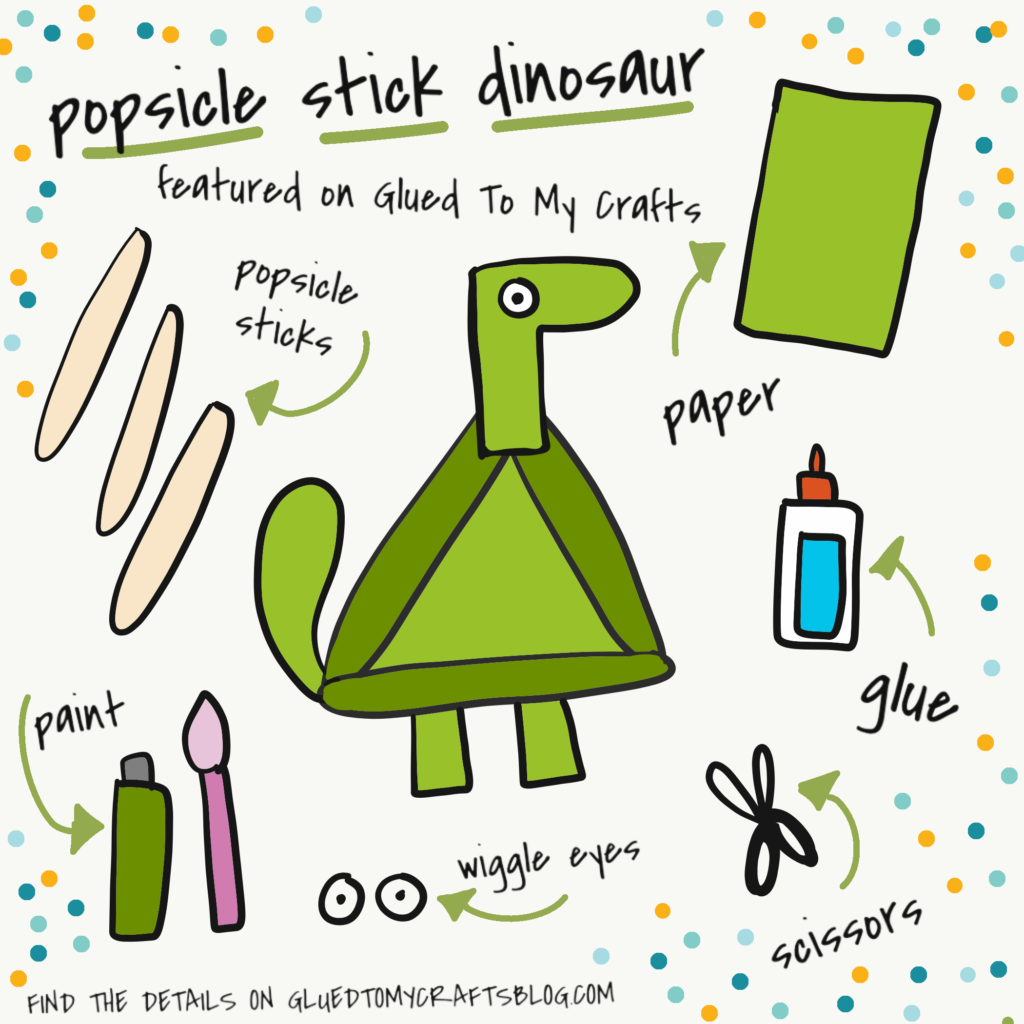 popsicle stick dinosaur
featured on Glued To My Crafts
popsicle
sticks
paper
glue
paint
wiggle eyes
scissors
FIND THE DETAILS ON GLUEDTOMYCRAFTSBLOG.COM